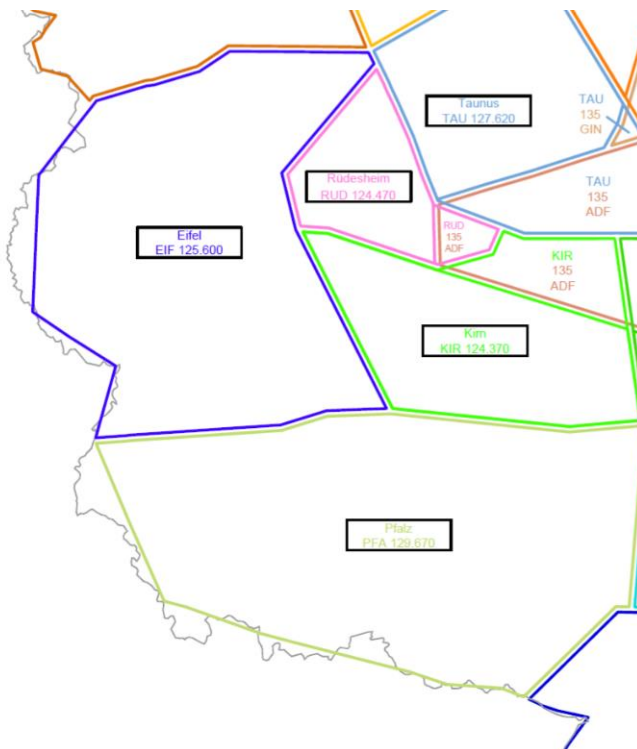 Taunus
TAU 127.620
TAU
135
GIN
Rüdesheim
RUD 124.470
TAU
135
ADF
RUD
135
ADF
Eifel
EIF 125.600
KIR
135
ADF
Kirn
KIR 124.370
Pfalz
PFA 129.670